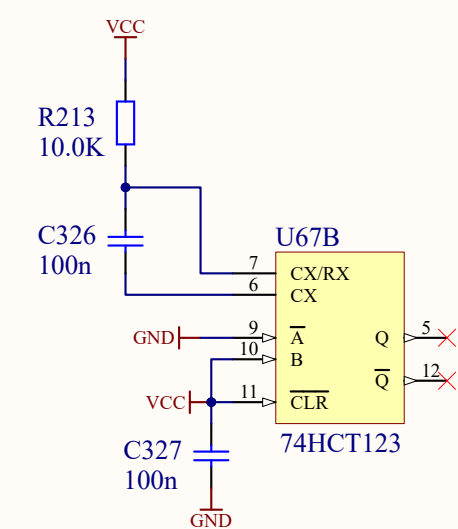 VCC
R213
10.0K
C326
100n
U67B
7
CX/RX
6
CX
GND
9
A
10
B
Q
5
Q
12
VCC
11
CLR
C327
100n
74HCT123
GND